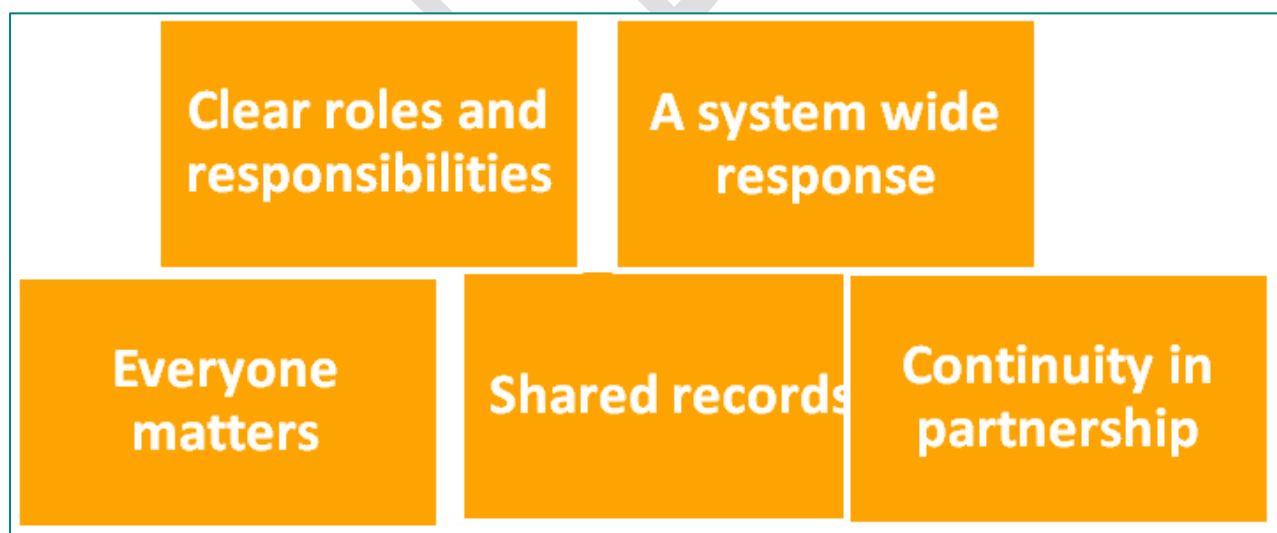 Clear roles and
responsibilities
A system wide
response
Everyone
matters
Shared records
Continuity in
partnership